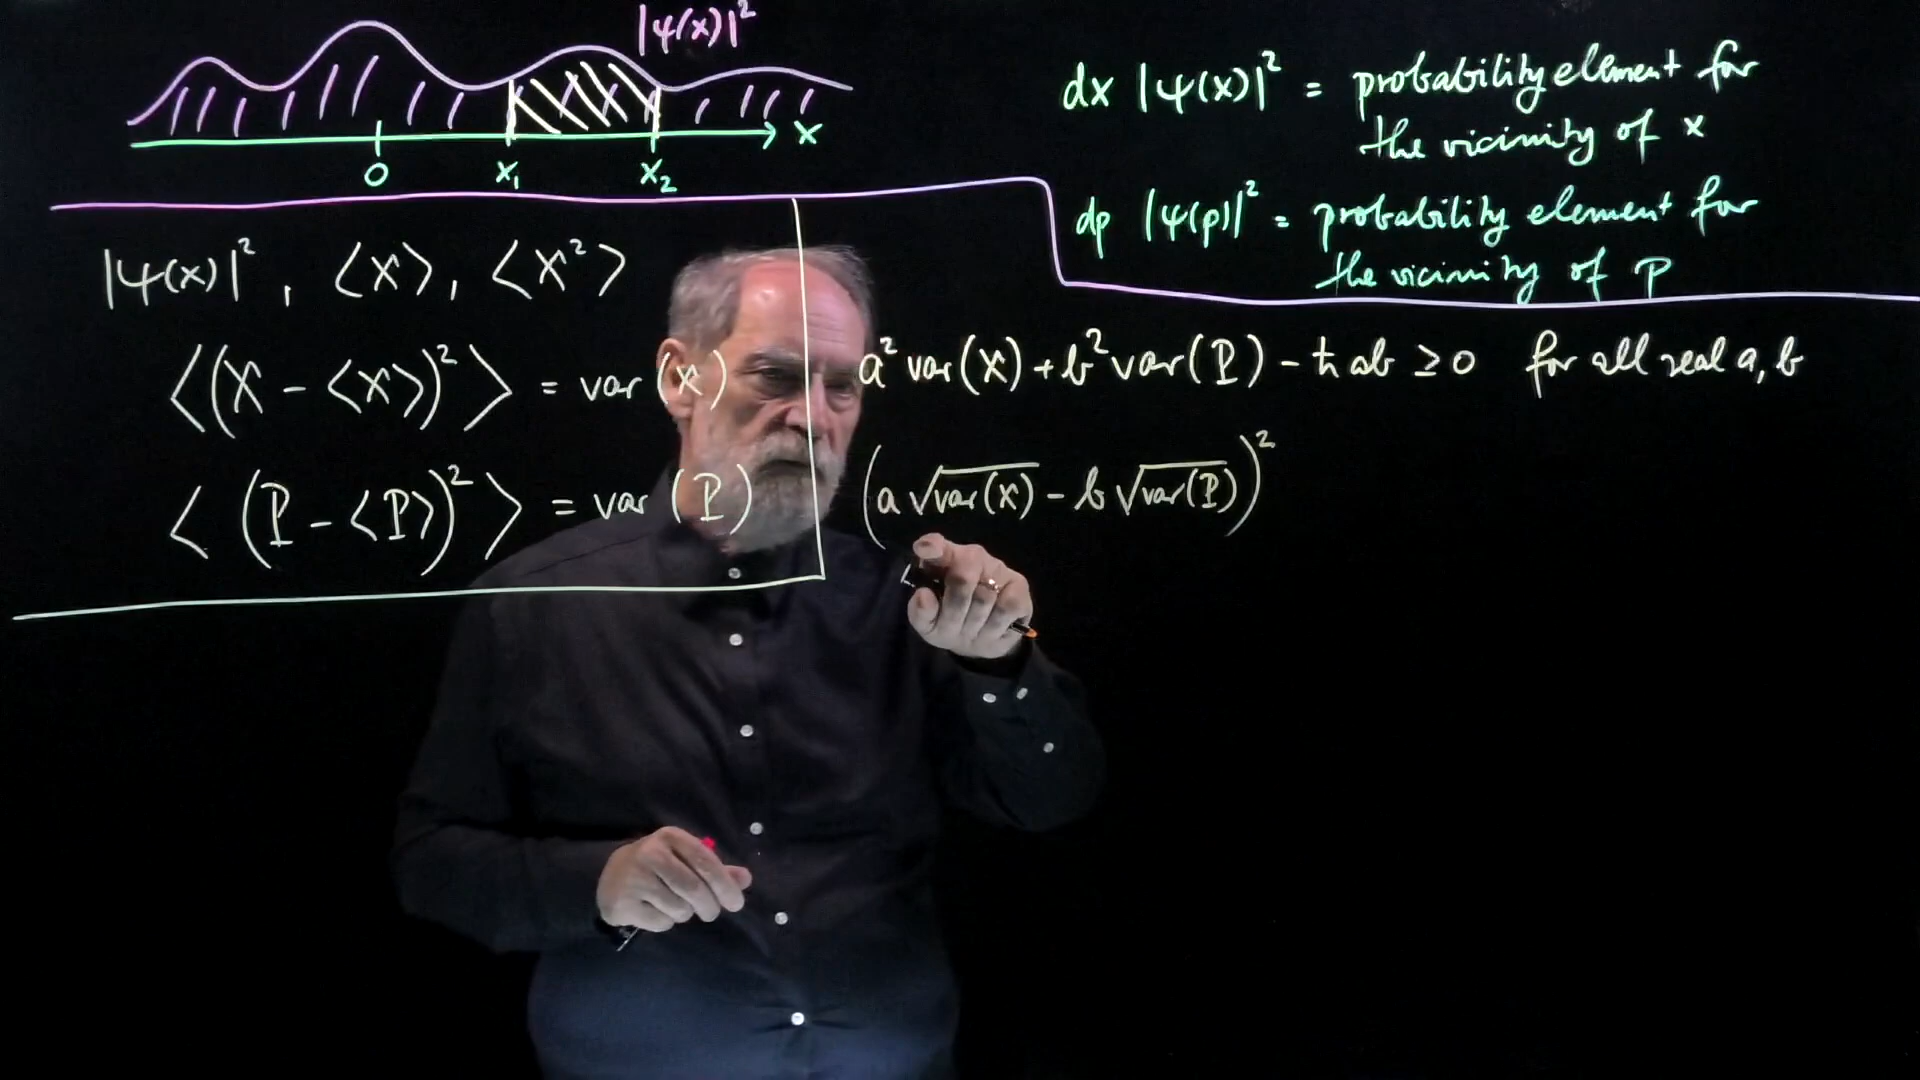 |ψ(x)|²
0 x₁ x₂ x
dx |ψ(x)|² = probability element for
the vicinity of x
dp |ψ(p)|² = probability element for
the vicinity of p
|ψ(x)|², ⟨X⟩, ⟨X²⟩
⟨(X - ⟨X⟩)²⟩ = var(X)
⟨(P - ⟨P⟩)²⟩ = var(P)
a² var(X) + b² var(P) - ħab ≥ 0 for all real a, b
(a√var(X) - b√var(P))²